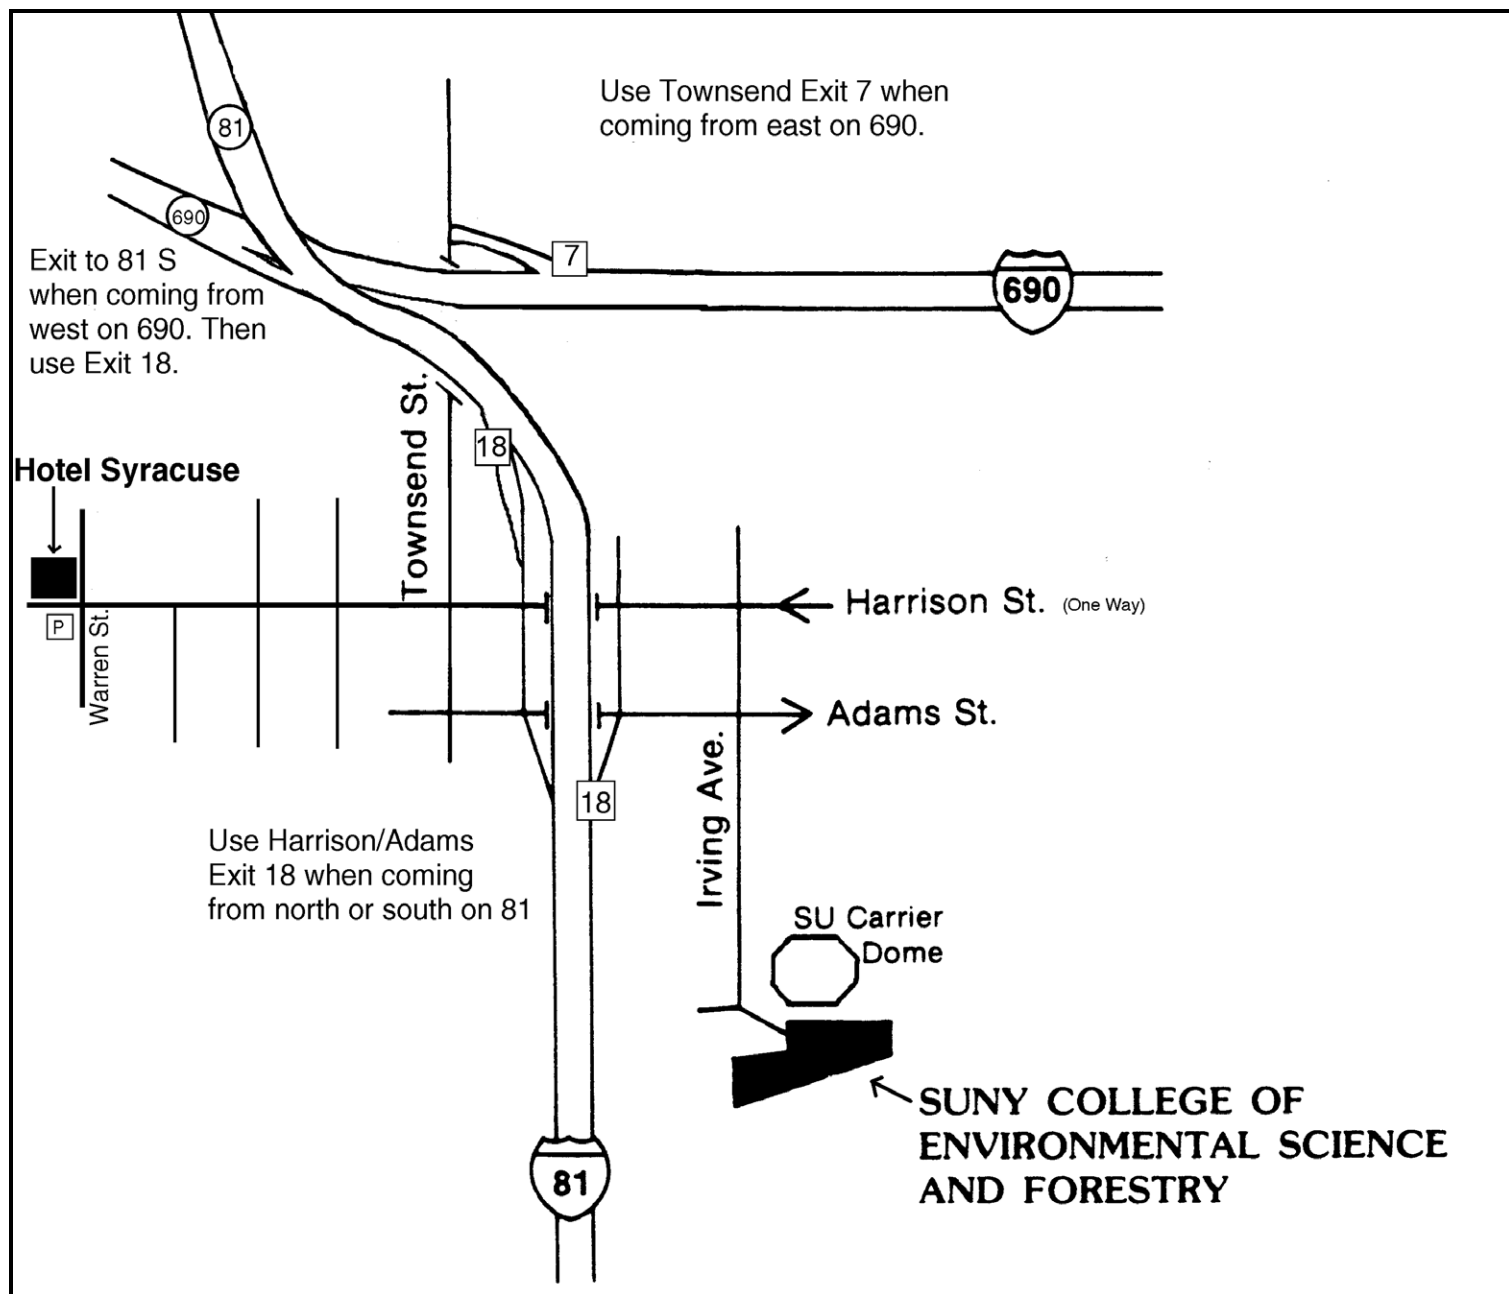 Use Townsend Exit 7 when
coming from east on 690.
81
690
Exit to 81 S
when coming from
west on 690. Then
use Exit 18.
7
690
Townsend St.
18
Hotel Syracuse
P
Warren St.
Harrison St. (One Way)
Adams St.
Irving Ave.
18
Use Harrison/Adams
Exit 18 when coming
from north or south on 81
SU Carrier
Dome
SUNY COLLEGE OF
ENVIRONMENTAL SCIENCE
AND FORESTRY
81